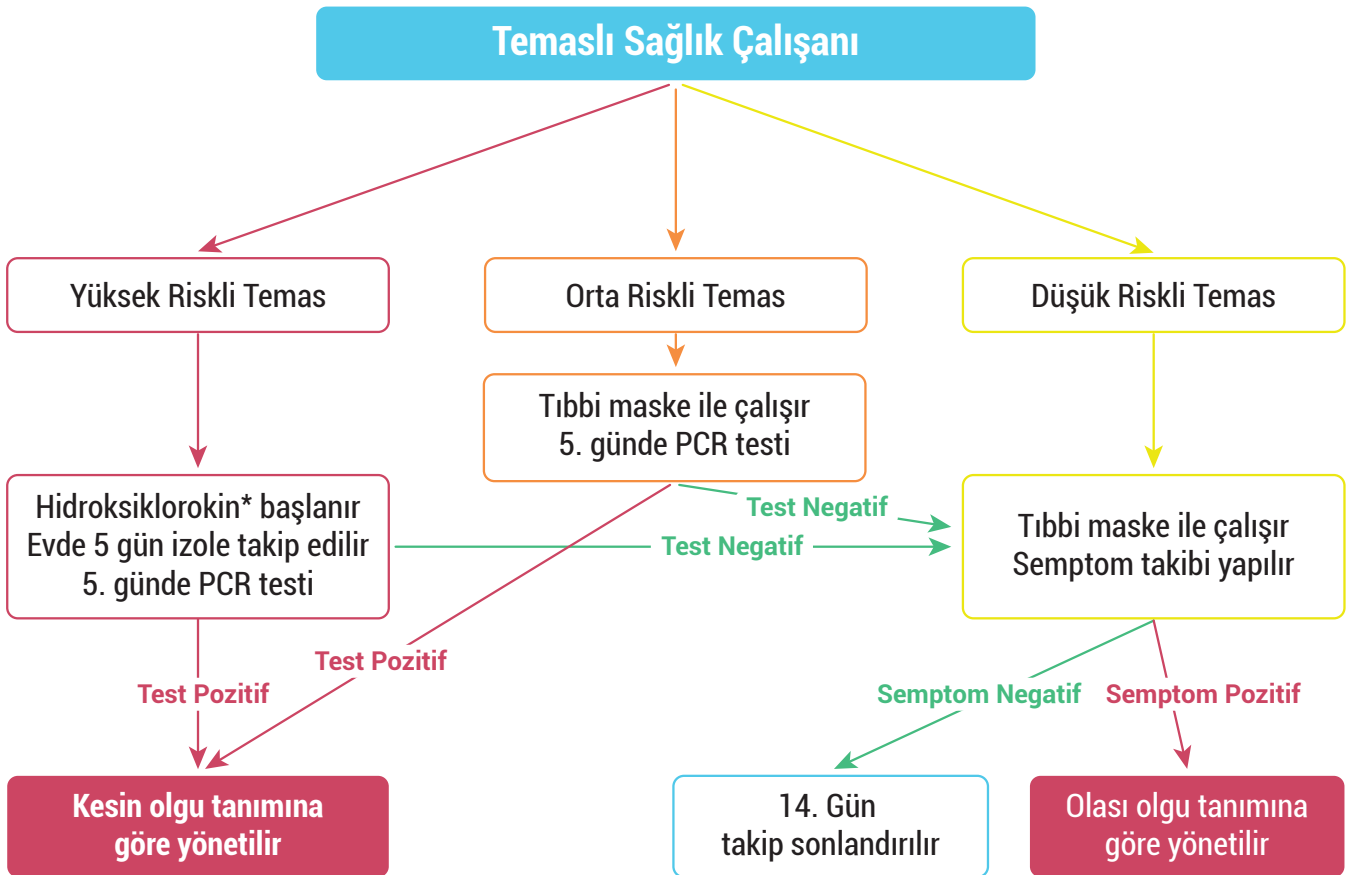 Temaslı Sağlık Çalışanı
Yüksek Riskli Temas
Orta Riskli Temas
Düşük Riskli Temas
Tıbbi maske ile çalışır
5. günde PCR testi
Hidroksiklorokin* başlanır
Evde 5 gün izole takip edilir
5. günde PCR testi
Test Negatif
Test Negatif
Tıbbi maske ile çalışır
Semptom takibi yapılır
Test Pozitif
Test Pozitif
Semptom Negatif
Semptom Pozitif
Kesin olgu tanımına
göre yönetilir
14. Gün
takip sonlandırılır
Olası olgu tanımına
göre yönetilir